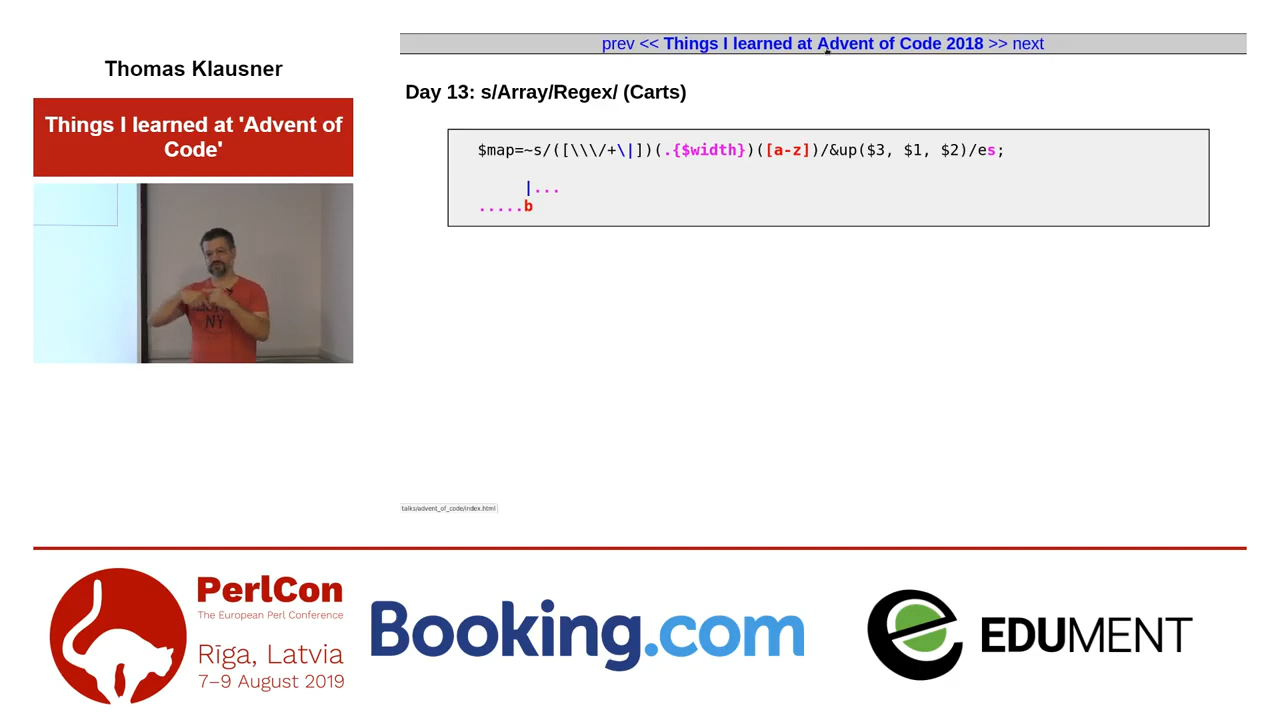 Thomas Klausner
Things I learned at 'Advent of
Code'
prev << Things I learned at Advent of Code 2018 >> next
Day 13: s/Array/Regex/ (Carts)
$map=~s/([\\\/+\|])(.{$width})([a-z])/&up($3, $1, $2)/es;
|...
.....b
NY
talks/advent_of_code/index.html
PerlCon
The European Perl Conference
Rīga, Latvia
7–9 August 2019
Booking.com
EDUMENT